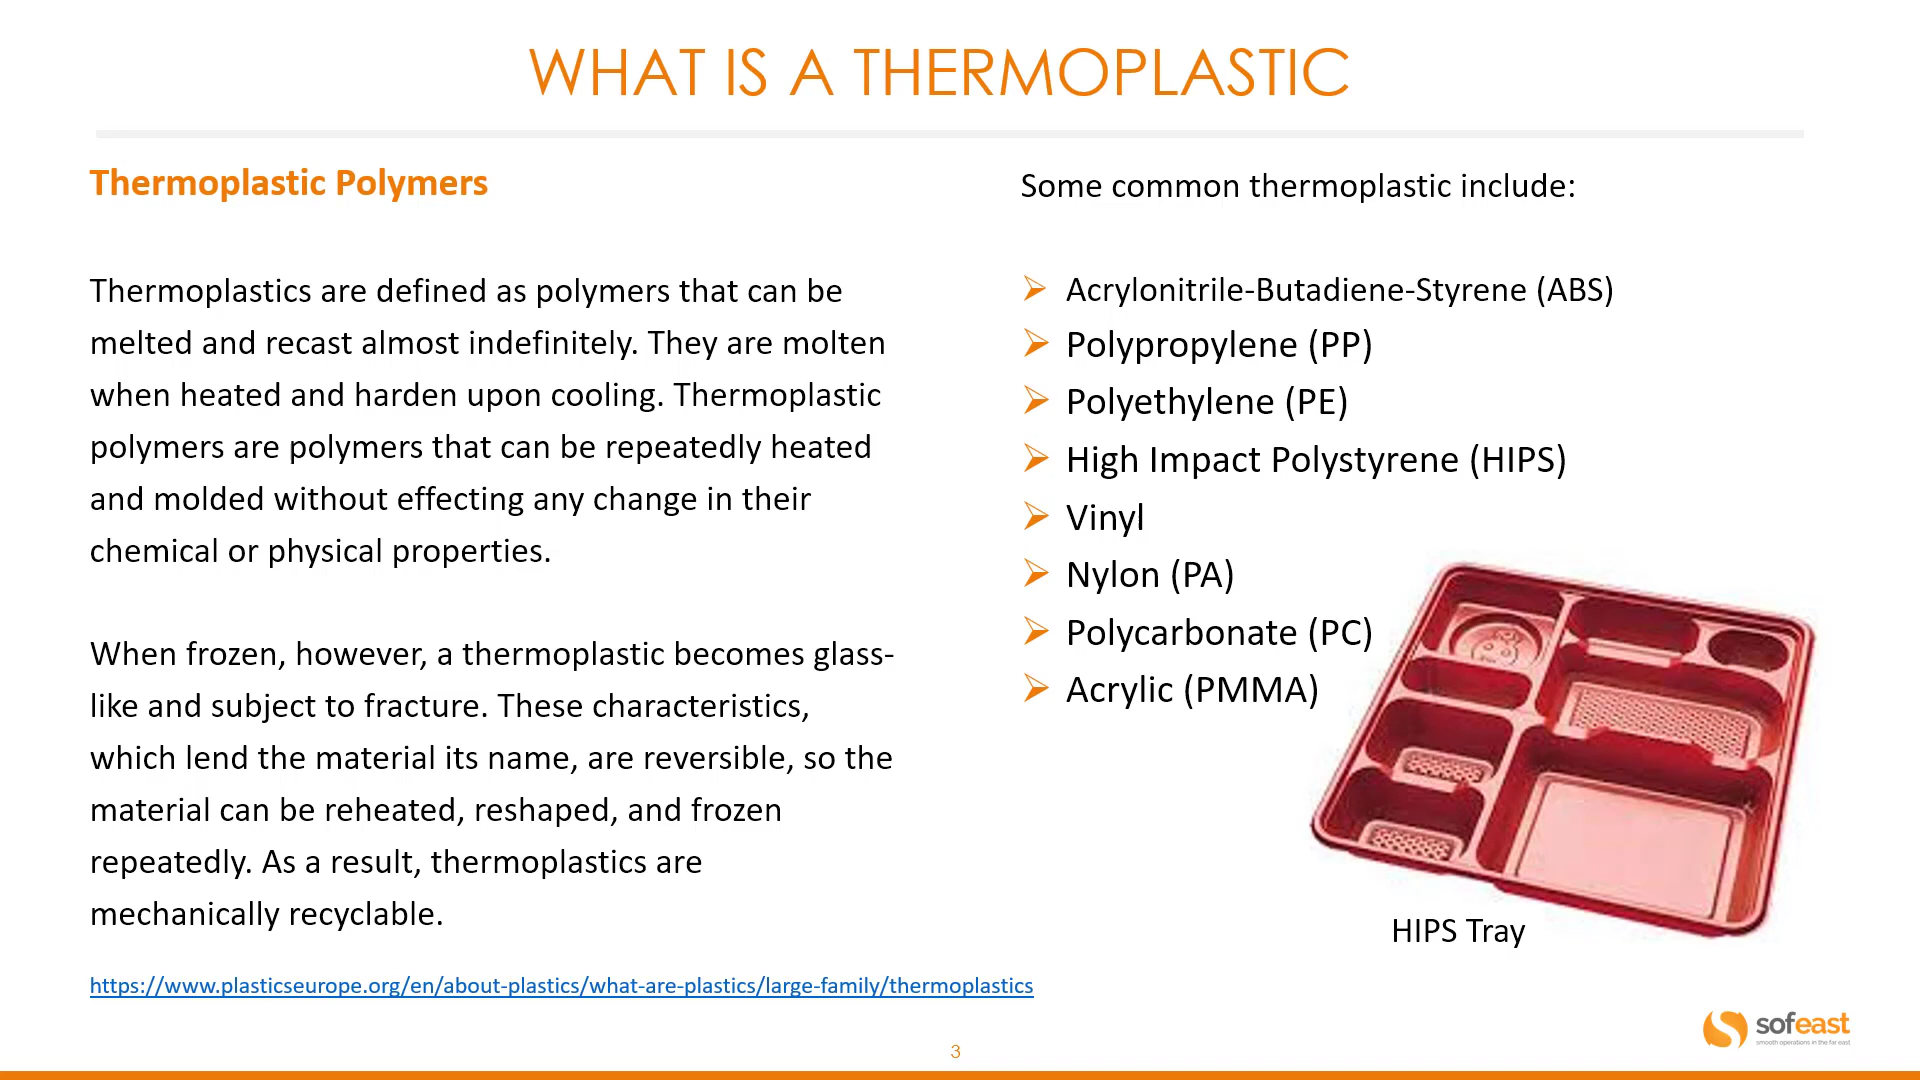 WHAT IS A THERMOPLASTIC
Thermoplastic Polymers
Thermoplastics are defined as polymers that can be
melted and recast almost indefinitely. They are molten
when heated and harden upon cooling. Thermoplastic
polymers are polymers that can be repeatedly heated
and molded without effecting any change in their
chemical or physical properties.
When frozen, however, a thermoplastic becomes glass-
like and subject to fracture. These characteristics,
which lend the material its name, are reversible, so the
material can be reheated, reshaped, and frozen
repeatedly. As a result, thermoplastics are
mechanically recyclable.
https://www.plasticseurope.org/en/about-plastics/what-are-plastics/large-family/thermoplastics
Some common thermoplastic include:
Acrylonitrile-Butadiene-Styrene (ABS)
Polypropylene (PP)
Polyethylene (PE)
High Impact Polystyrene (HIPS)
Vinyl
Nylon (PA)
Polycarbonate (PC)
Acrylic (PMMA)
HIPS Tray
sofeast
smooth operations in the far east
3